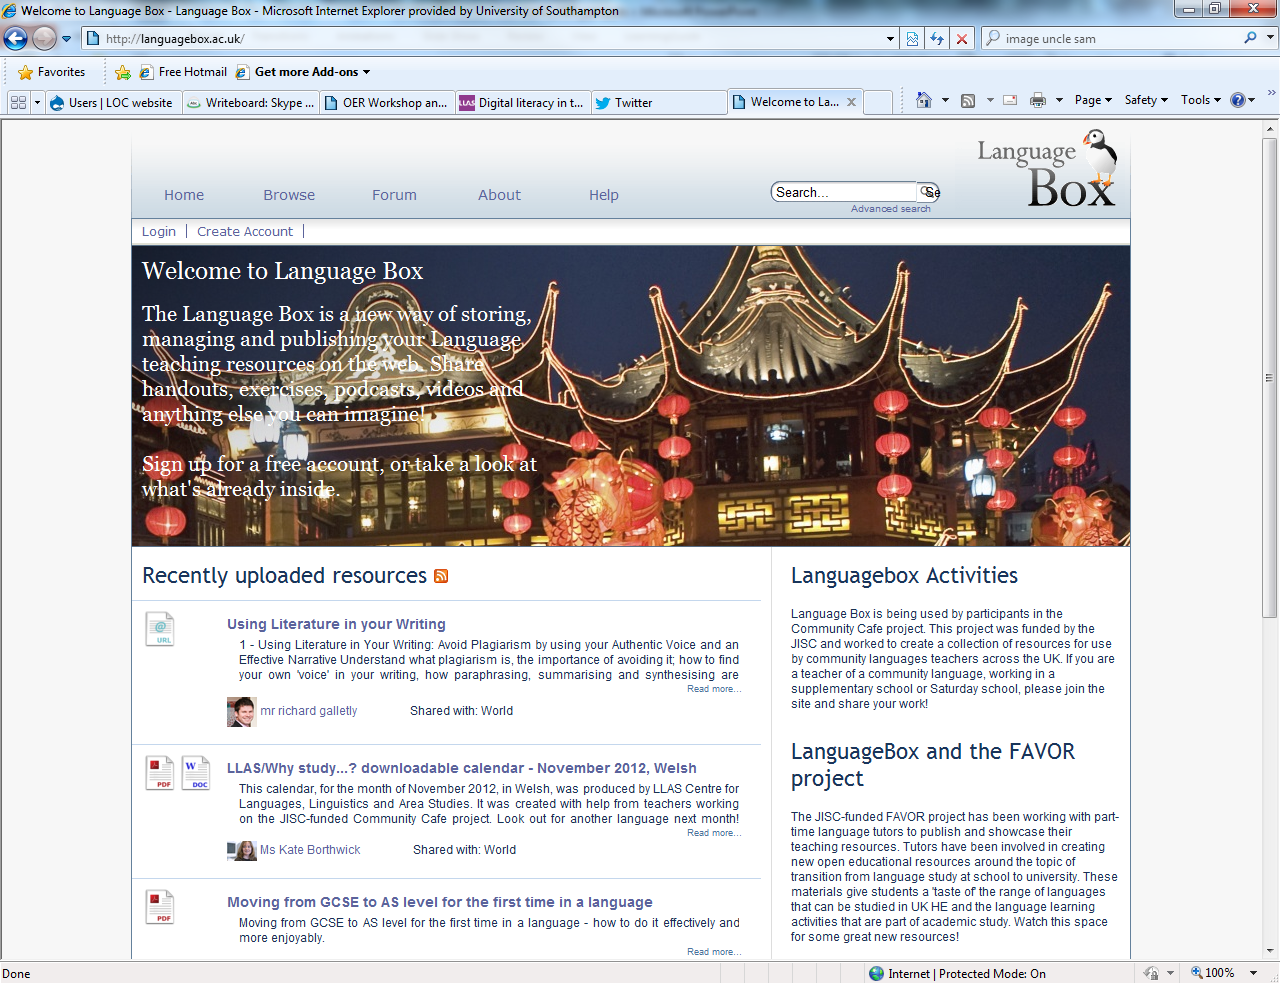 Welcome to Language Box - Language Box - Microsoft Internet Explorer provided by University of Southampton
http://languagebox.ac.uk/
image uncle sam
Favorites
Free Hotmail
Get more Add-ons
Users | LOC website
Writeboard: Skype ...
OER Workshop an...
LLAS
Digital literacy in t...
Twitter
Welcome to La...
Page
Safety
Tools
Language
Box
Home
Browse
Forum
About
Help
Search...
Se
Advanced search
Login
Create Account
Welcome to Language Box
The Language Box is a new way of storing,
managing and publishing your Language
teaching resources on the web. Share
handouts, exercises, podcasts, videos and
anything else you can imagine!
Sign up for a free account, or take a look at
what's already inside.
Recently uploaded resources
URL
Using Literature in your Writing
1 - Using Literature in Your Writing: Avoid Plagiarism by using your Authentic Voice and an
Effective Narrative Understand what plagiarism is, the importance of avoiding it; how to find
your own 'voice' in your writing, how paraphrasing, summarising and synthesising are
Read more...
mr richard galletly
Shared with: World
PDF
DOC
LLAS/Why study...? downloadable calendar - November 2012, Welsh
This calendar, for the month of November 2012, in Welsh, was produced by LLAS Centre for
Languages, Linguistics and Area Studies. It was created with help from teachers working
on the JISC-funded Community Cafe project. Look out for another language next month!
Read more...
Ms Kate Borthwick
Shared with: World
PDF
Moving from GCSE to AS level for the first time in a language
Moving from GCSE to AS level for the first time in a language - how to do it effectively and
more enjoyably.
Read more...
Languagebox Activities
Language Box is being used by participants in the
Community Cafe project. This project was funded by the
JISC and worked to create a collection of resources for use
by community languages teachers across the UK. If you are
a teacher of a community language, working in a
supplementary school or Saturday school, please join the
site and share your work!
LanguageBox and the FAVOR
project
The JISC-funded FAVOR project has been working with part-
time language tutors to publish and showcase their
teaching resources. Tutors have been involved in creating
new open educational resources around the topic of
transition from language study at school to university. These
materials give students a 'taste of' the range of languages
that can be studied in UK HE and the language learning
activities that are part of academic study. Watch this space
for some great new resources!
Done
Internet | Protected Mode: On
100%